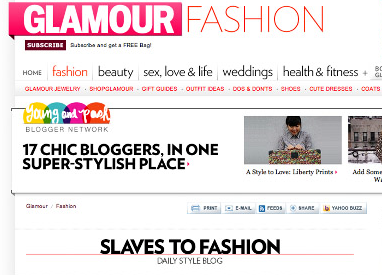 GLAMOUR FASHION
SUBSCRIBE Subscribe and get a FREE Bag!
HOME fashion beauty sex, love & life weddings health & fitness +
GLAMOUR JEWELRY • SHOPGLAMOUR • GIFT GUIDES • OUTFIT IDEAS • DOS & DON'TS • SHOES • CUTE DRESSES • COATS
young and posh
BLOGGER NETWORK
17 CHIC BLOGGERS, IN ONE
SUPER-STYLISH PLACE
A Style to Love: Liberty Prints
Add Some
Glamour / Fashion
PRINT E-MAIL FEEDS SHARE YAHOO BUZZ
SLAVES TO FASHION
DAILY STYLE BLOG